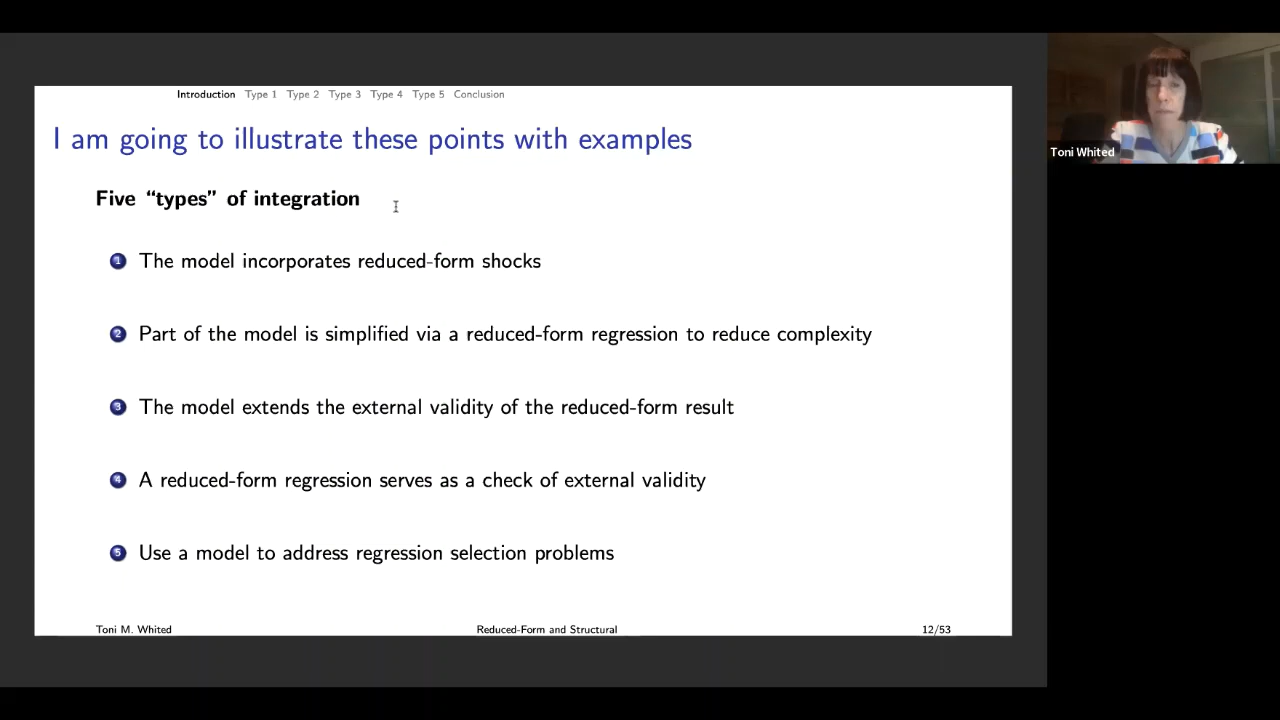 Introduction Type 1 Type 2 Type 3 Type 4 Type 5 Conclusion
I am going to illustrate these points with examples
Five “types” of integration
1 The model incorporates reduced-form shocks
2 Part of the model is simplified via a reduced-form regression to reduce complexity
3 The model extends the external validity of the reduced-form result
4 A reduced-form regression serves as a check of external validity
5 Use a model to address regression selection problems
Toni M. Whited Reduced-Form and Structural 12/53
Toni Whited